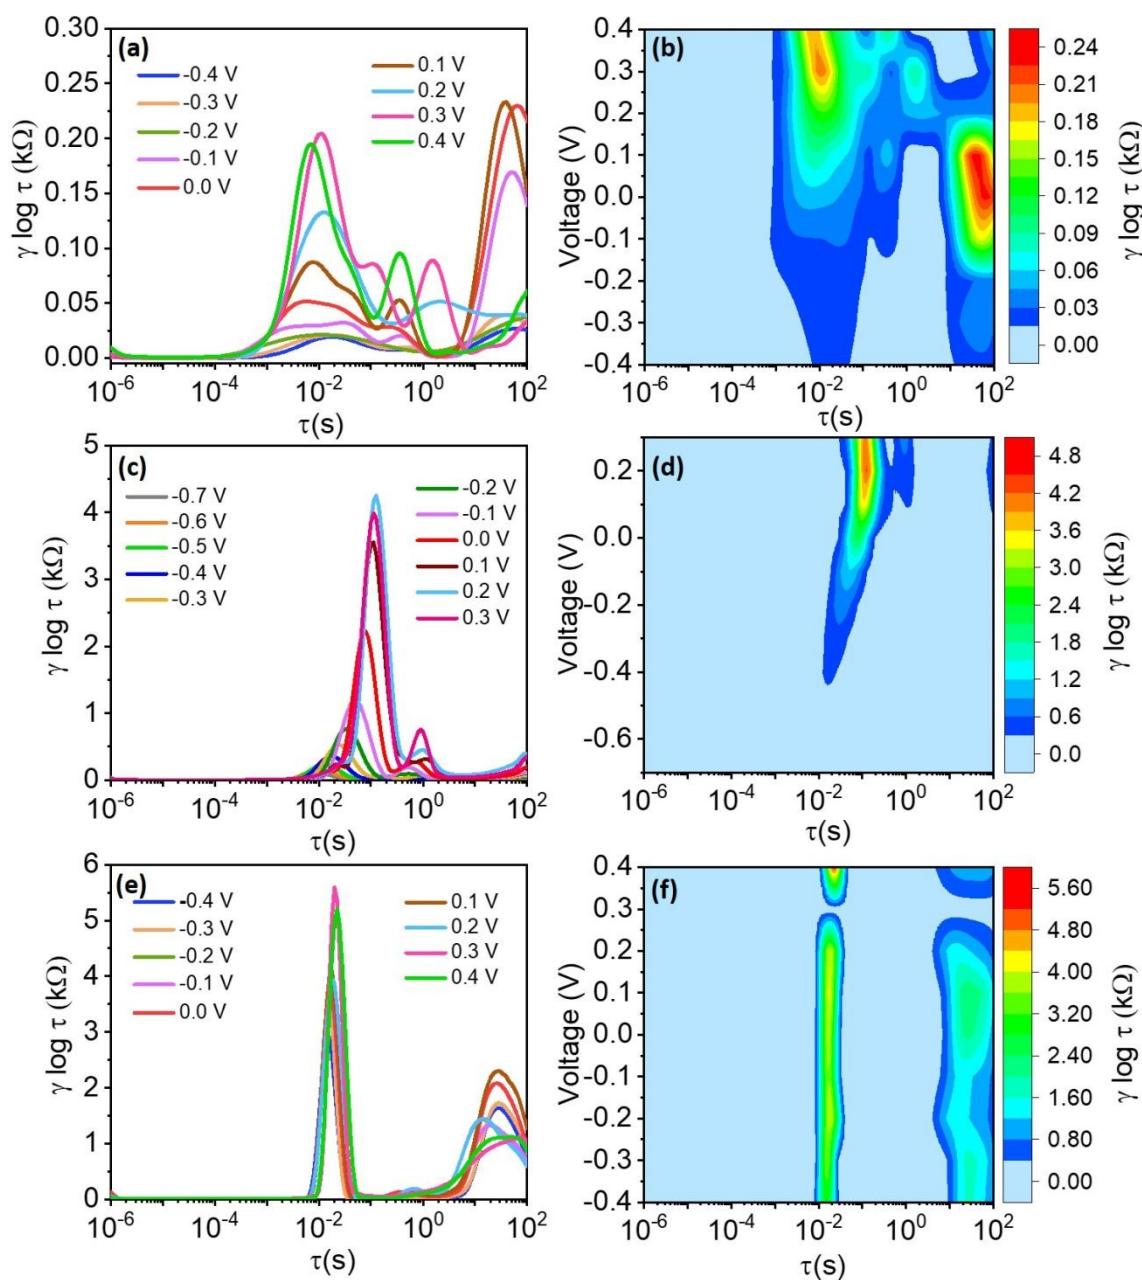 (a)
0.30
0.25
0.20
0.15
0.10
0.05
0.00
γ log τ (kΩ)
-0.4 V
-0.3 V
-0.2 V
-0.1 V
0.0 V
0.1 V
0.2 V
0.3 V
0.4 V
10-6 10-4 10-2 100 102
τ(s)
(b)
0.4
0.3
0.2
0.1
0.0
-0.1
-0.2
-0.3
-0.4
Voltage (V)
10-6 10-4 10-2 100 102
τ(s)
0.24
0.21
0.18
0.15
0.12
0.09
0.06
0.03
0.00
γ log τ (kΩ)
(c)
5
4
3
2
1
0
γ log τ (kΩ)
-0.7 V
-0.6 V
-0.5 V
-0.4 V
-0.3 V
-0.2 V
-0.1 V
0.0 V
0.1 V
0.2 V
0.3 V
10-6 10-4 10-2 100 102
τ(s)
(d)
0.2
0.0
-0.2
-0.4
-0.6
Voltage (V)
10-6 10-4 10-2 100 102
τ(s)
4.8
4.2
3.6
3.0
2.4
1.8
1.2
0.6
0.0
γ log τ (kΩ)
(e)
6
5
4
3
2
1
0
γ log τ (kΩ)
-0.4 V
-0.3 V
-0.2 V
-0.1 V
0.0 V
0.1 V
0.2 V
0.3 V
0.4 V
10-6 10-4 10-2 100 102
τ(s)
(f)
0.4
0.3
0.2
0.1
0.0
-0.1
-0.2
-0.3
-0.4
Voltage (V)
10-6 10-4 10-2 100 102
τ(s)
5.60
4.80
4.00
3.20
2.40
1.60
0.80
0.00
γ log τ (kΩ)